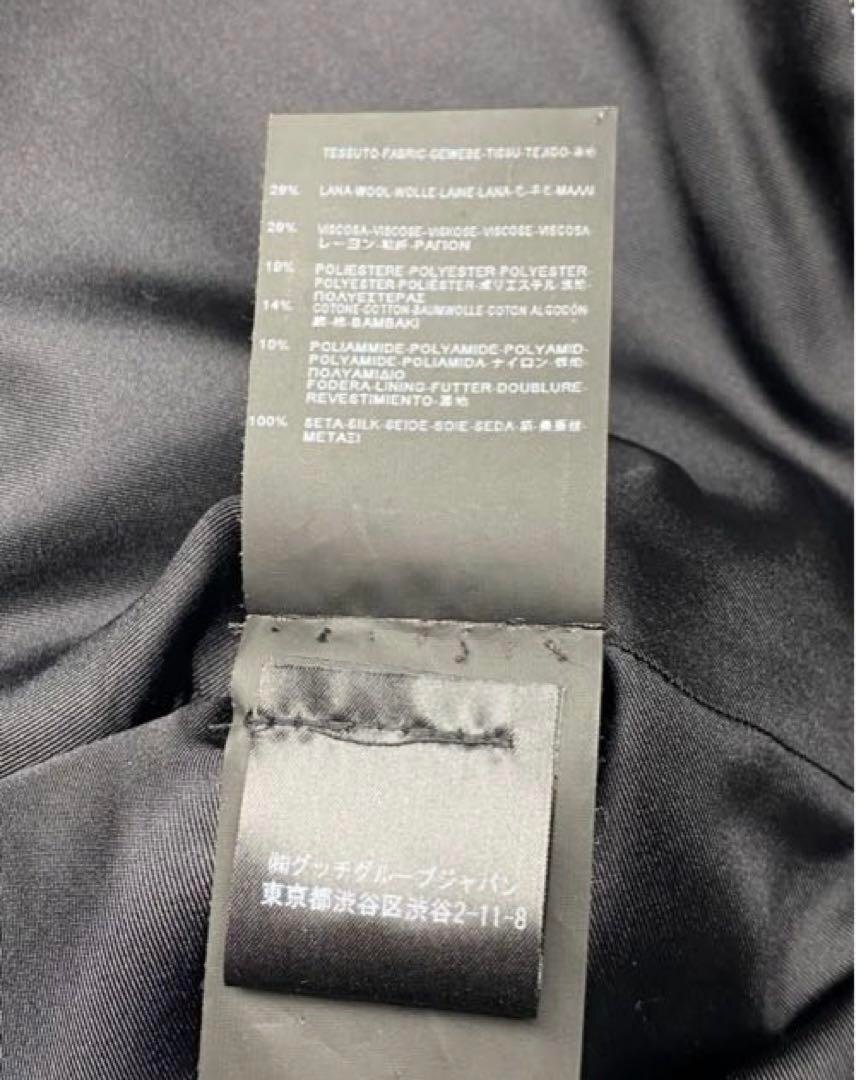 TESSUTO-FABRIC-GEWEBE-TISSU-TEJIDO-
LANA-WOOL-WOLLE-LAINE-LANA-
VISCOSA-VISCOSE-VISKOSE-VISCOSE-VISCOSA
レーヨン-
POLIESTERE-POLYESTER-POLYESTER-
POLYESTER-POLIÉSTER-ポリエステル
ΠΟΛΥΕΣΤΕΡΑΣ
14% COTONE-COTTON-BAUMWOLLE-COTON ALGODÓN
綿-棉-BAMBAKI
10% POLIAMMIDE-POLYAMIDE-POLYAMID-
POLYAMIDE-POLIAMIDA-ナイロン-
ΠΟΛΥΑΜΙΔΙΟ
FODERA-LINING-FUTTER-DOUBLURE-
REVESTIMIENTO-
100% SETA-SILK-SEIDE-SOIE-SEDA-
ΜΕΤΑΞΙ
㈱グッチグループジャパン
東京都渋谷区渋谷2-11-8